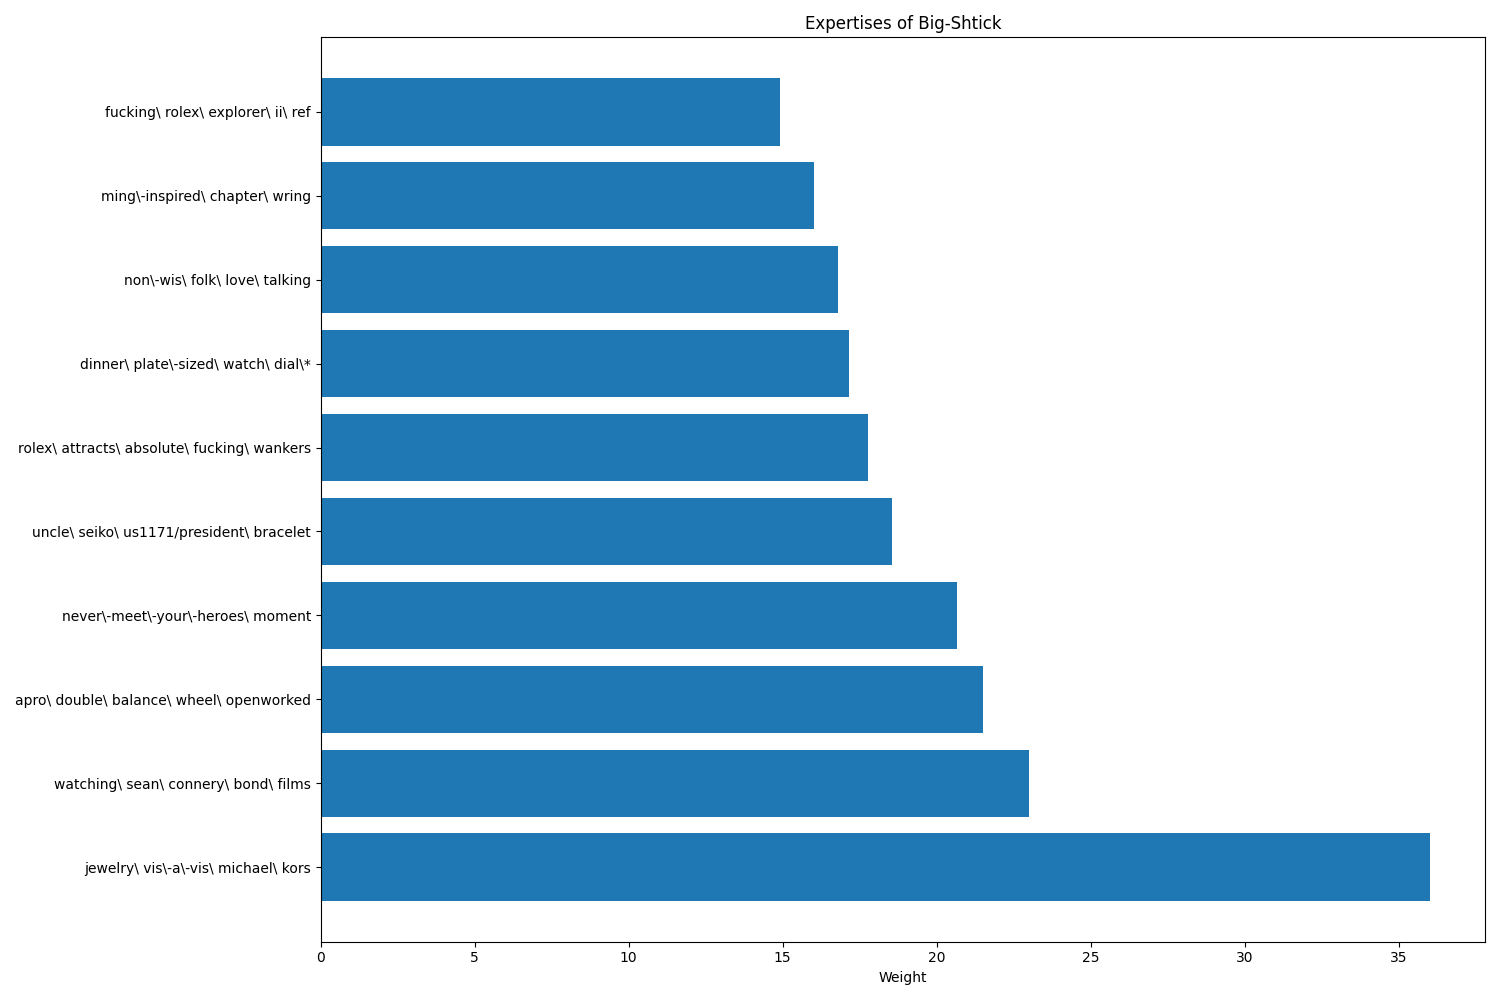 Expertises of Big-Shtick
fucking\ rolex\ explorer\ ii\ ref
ming\-inspired\ chapter\ wring
non\-wis\ folk\ love\ talking
dinner\ plate\-sized\ watch\ dial\*
rolex\ attracts\ absolute\ fucking\ wankers
uncle\ seiko\ us1171/president\ bracelet
never\-meet\-your\-heroes\ moment
apro\ double\ balance\ wheel\ openworked
watching\ sean\ connery\ bond\ films
jewelry\ vis\-a\-vis\ michael\ kors
0 5 10 15 20 25 30 35
Weight